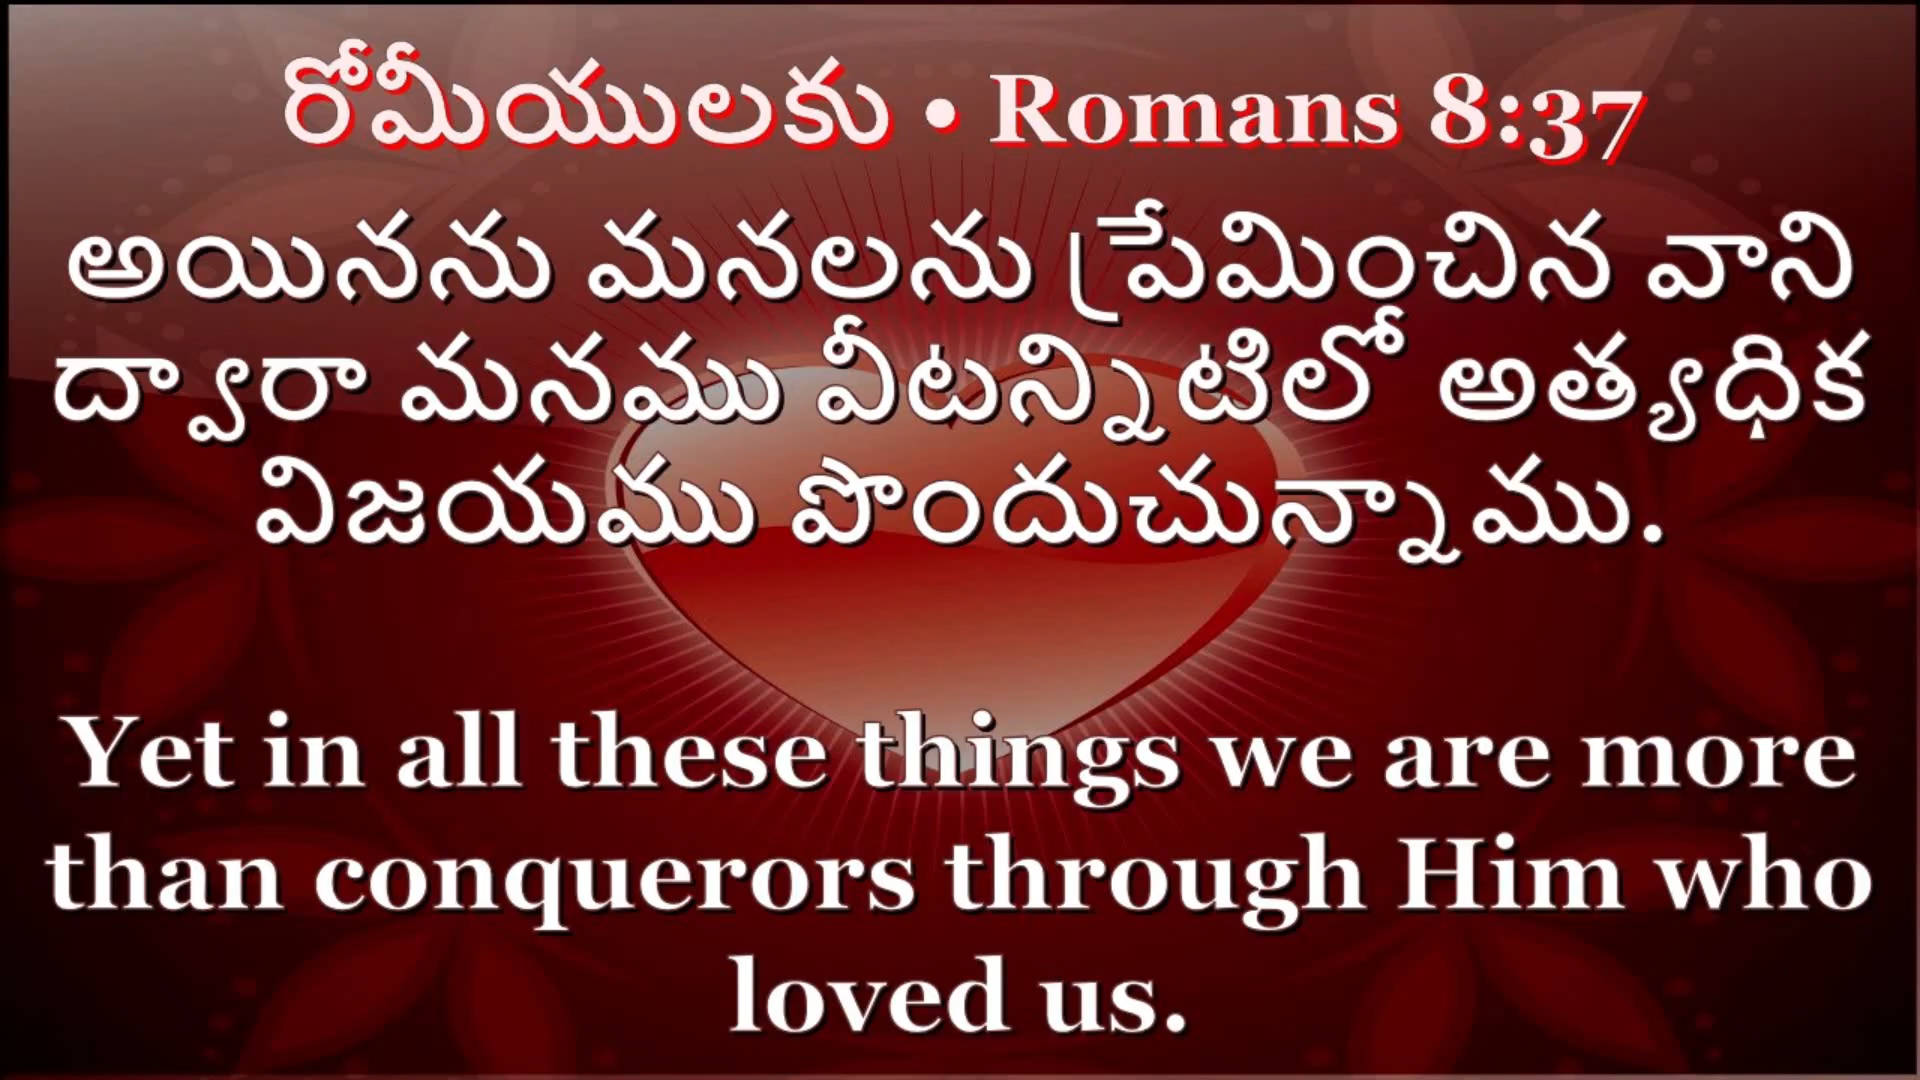 రోమీయులకు • Romans 8:37
అయినను మనలను ప్రేమించిన వాని
ద్వారా మనము వీటన్నిటిలో అత్యధిక
విజయము పొందుచున్నాము.
Yet in all these things we are more
than conquerors through Him who
loved us.